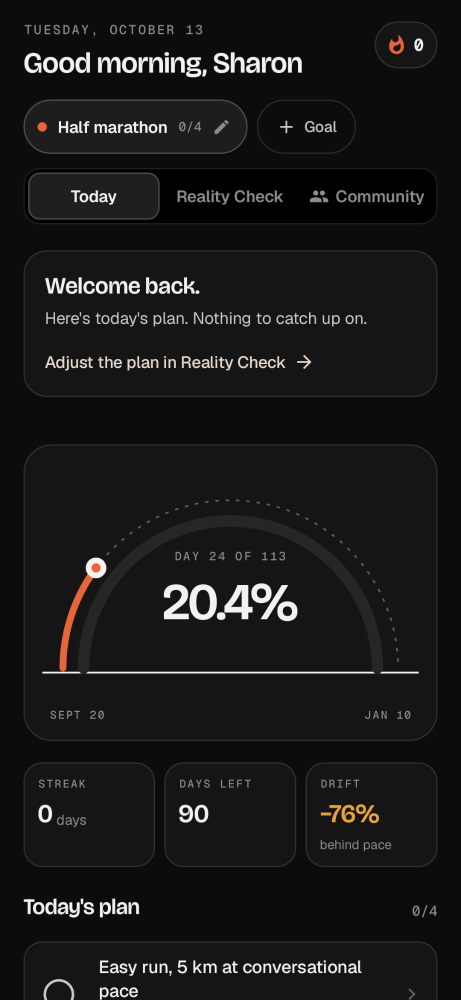 TUESDAY, OCTOBER 13
Good morning, Sharon
0
Half marathon 0/4
+ Goal
Today
Reality Check
Community
Welcome back.
Here's today's plan. Nothing to catch up on.
Adjust the plan in Reality Check →
DAY 24 OF 113
20.4%
SEPT 20
JAN 10
STREAK
0 days
DAYS LEFT
90
DRIFT
-76%
behind pace
Today's plan
0/4
Easy run, 5 km at conversational
pace